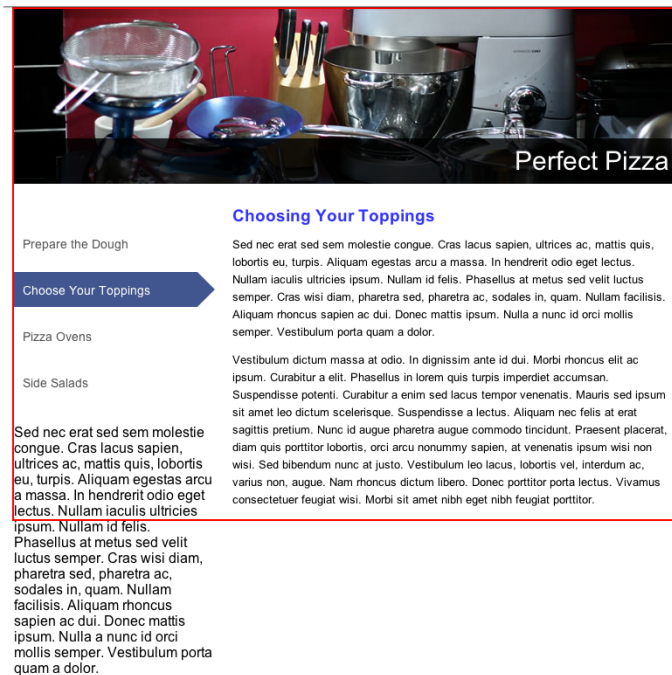 Perfect Pizza
Prepare the Dough
Choose Your Toppings
Pizza Ovens
Side Salads
Sed nec erat sed sem molestie
congue. Cras lacus sapien,
ultrices ac, mattis quis, lobortis
eu, turpis. Aliquam egestas arcu
a massa. In hendrerit odio eget
lectus. Nullam iaculis ultricies
ipsum. Nullam id felis.
Phasellus at metus sed velit
luctus semper. Cras wisi diam,
pharetra sed, pharetra ac,
sodales in, quam. Nullam
facilisis. Aliquam rhoncus
sapien ac dui. Donec mattis
ipsum. Nulla a nunc id orci
mollis semper. Vestibulum porta
quam a dolor.
Choosing Your Toppings
Sed nec erat sed sem molestie congue. Cras lacus sapien, ultrices ac, mattis quis,
lobortis eu, turpis. Aliquam egestas arcu a massa. In hendrerit odio eget lectus.
Nullam iaculis ultricies ipsum. Nullam id felis. Phasellus at metus sed velit luctus
semper. Cras wisi diam, pharetra sed, pharetra ac, sodales in, quam. Nullam facilisis.
Aliquam rhoncus sapien ac dui. Donec mattis ipsum. Nulla a nunc id orci mollis
semper. Vestibulum porta quam a dolor.
Vestibulum dictum massa at odio. In dignissim ante id dui. Morbi rhoncus elit ac
ipsum. Curabitur a elit. Phasellus in lorem quis turpis imperdiet accumsan.
Suspendisse potenti. Curabitur a enim sed lacus tempor venenatis. Mauris sed ipsum
sit amet leo dictum scelerisque. Suspendisse a lectus. Aliquam nec felis at erat
sagittis pretium. Nunc id augue pharetra augue commodo tincidunt. Praesent placerat,
diam quis porttitor lobortis, orci arcu nonummy sapien, at venenatis ipsum wisi non
wisi. Sed bibendum nunc at justo. Vestibulum leo lacus, lobortis vel, interdum ac,
varius non, augue. Nam rhoncus dictum libero. Donec porttitor porta lectus. Vivamus
consectetuer feugiat wisi. Morbi sit amet nibh eget nibh feugiat porttitor.